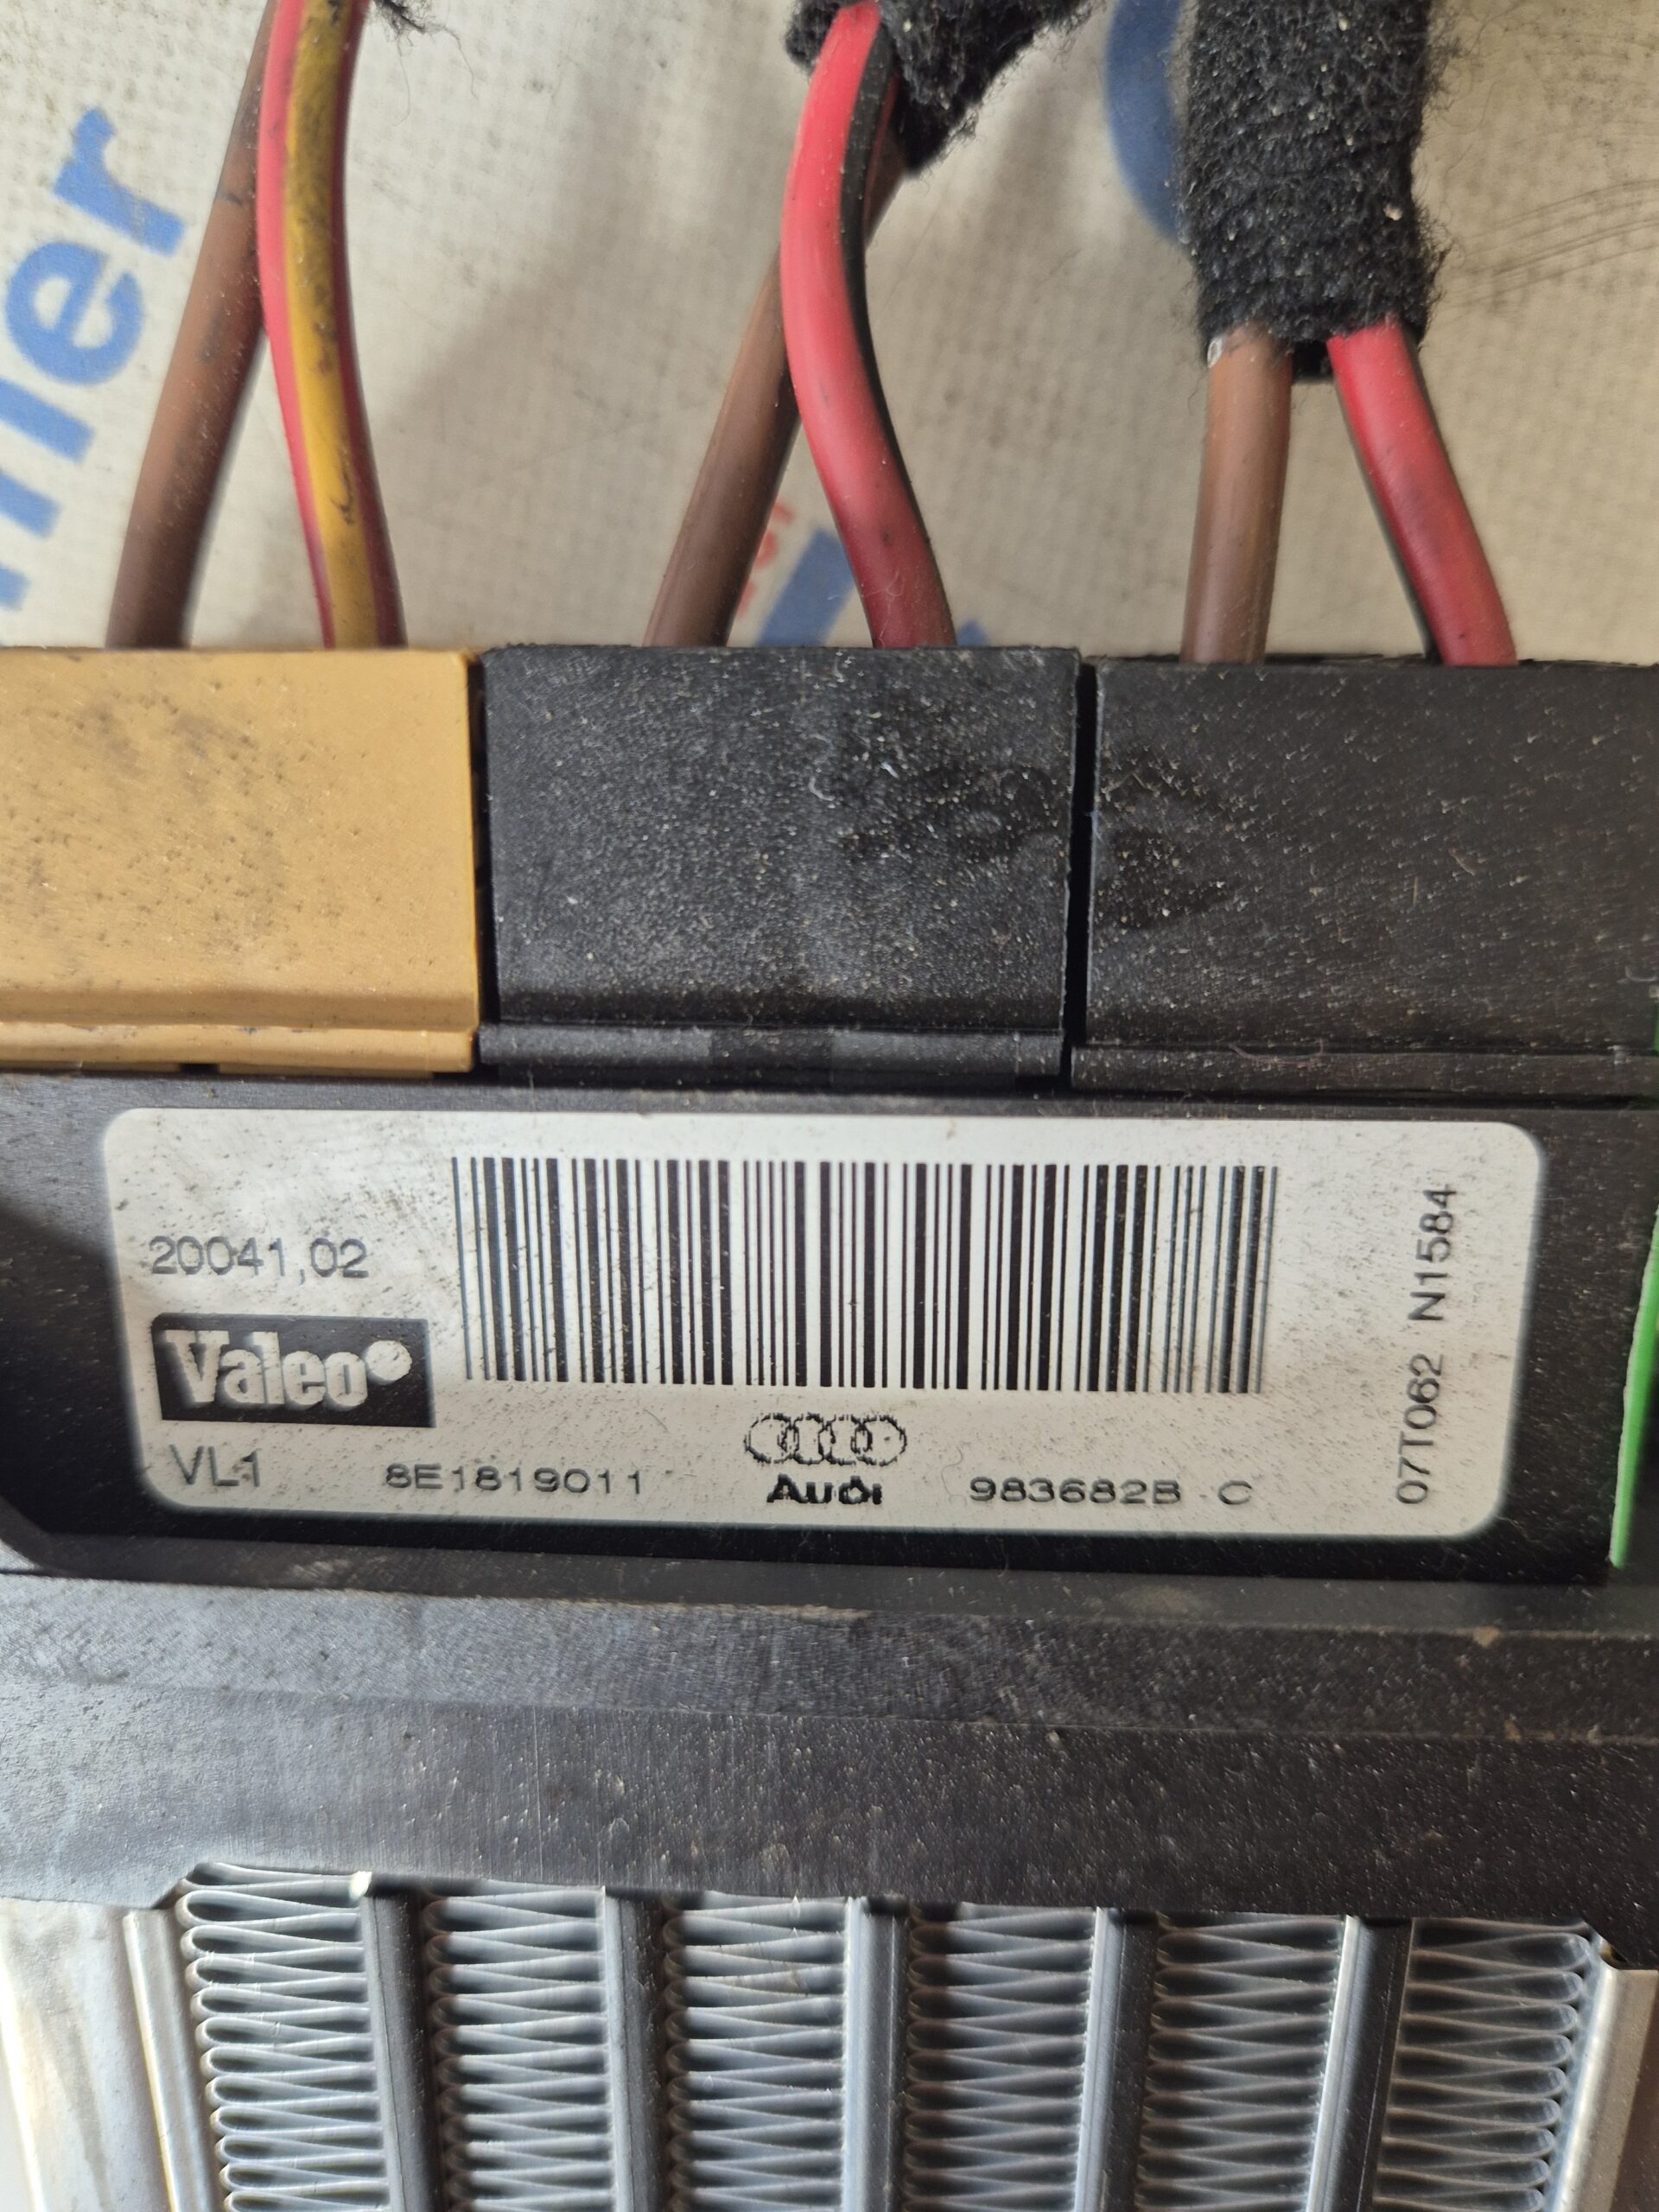 20041,02
Valeo
VL1
8E1819011
Audi
983682B C
07T062 N1584